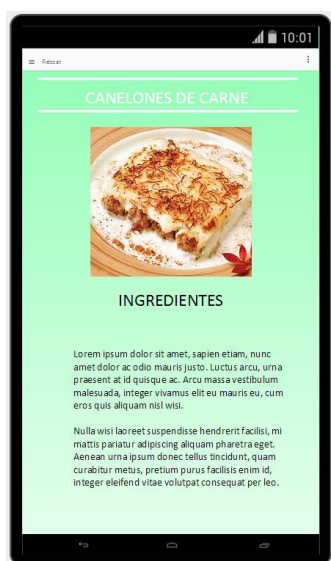 10:01
CANELONES DE CARNE
INGREDIENTES
Lorem ipsum dolor sit amet, sapien etiam, nunc
amet dolor ac odio mauris justo. Luctus arcu, urna
praesent at id quisque ac. Arcu massa vestibulum
malesuada, integer vivamus elit eu mauris eu, cum
eros quis aliquam nisl wisi.
Nulla wisi laoreet suspendisse hendrerit facilisi, mi
mattis pariatur adipiscing aliquam pharetra eget.
Aenean urna ipsum donec tellus tincidunt, quam
curabitur metus, pretium purus facilisis enim id,
integer eleifend vitae volutpat consequat per leo.